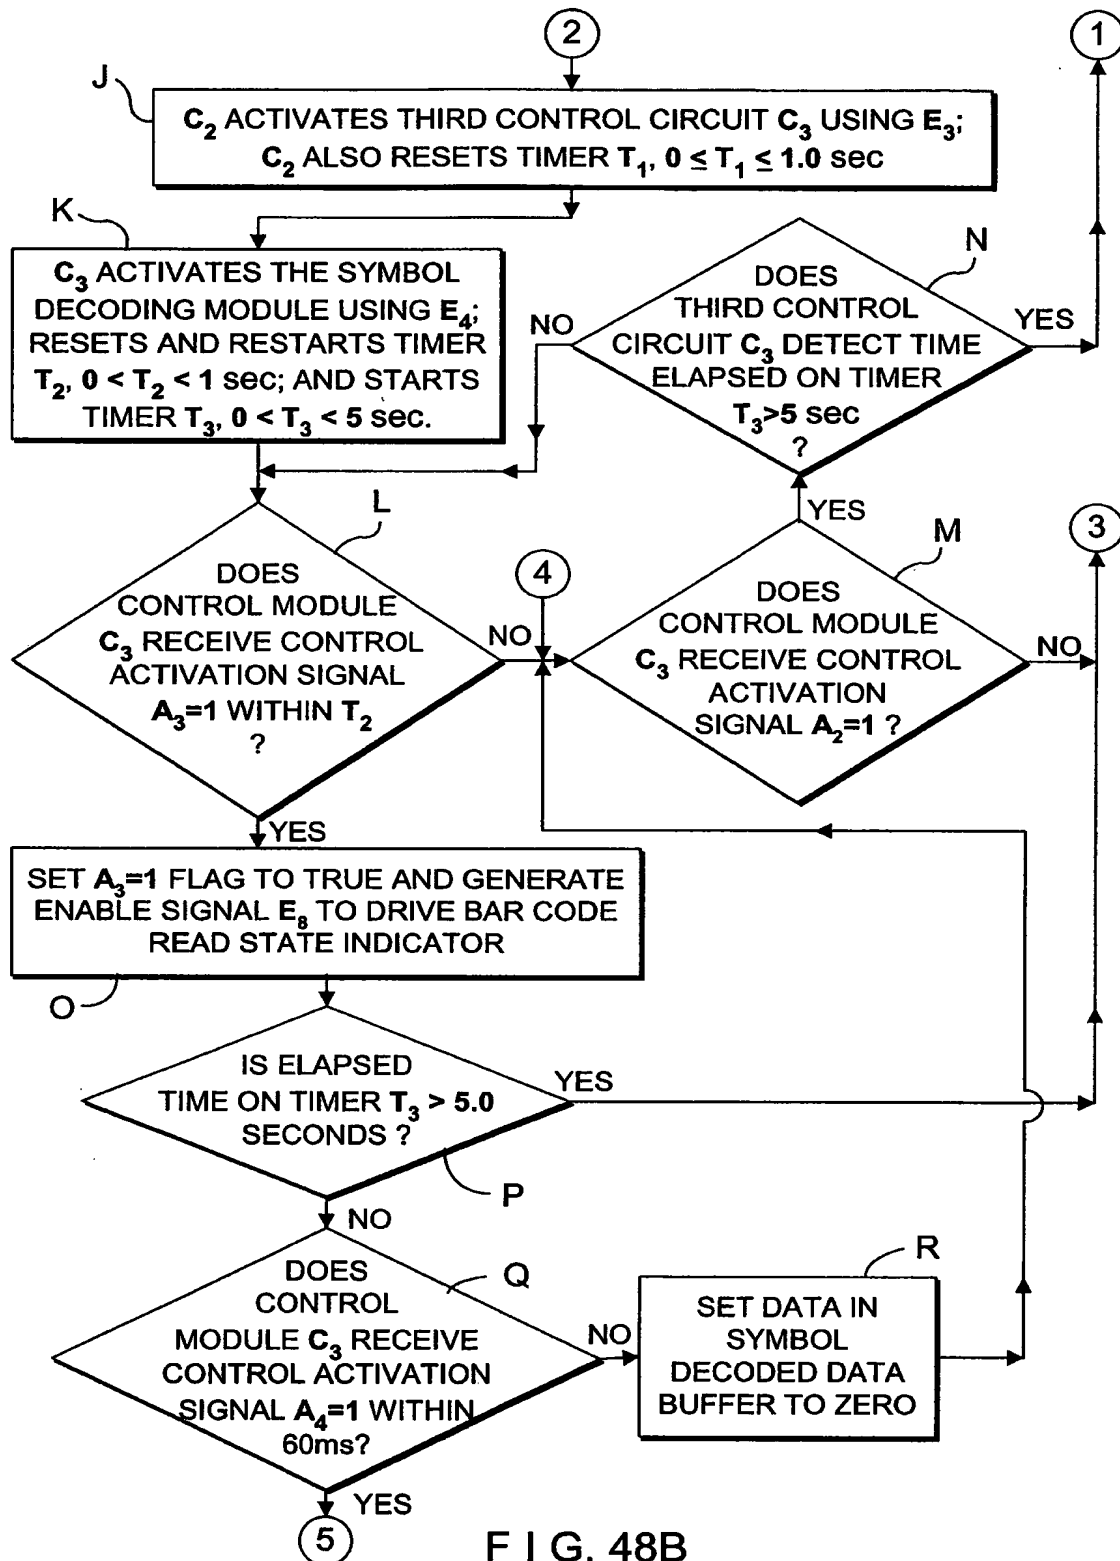 2
1
J
C2 ACTIVATES THIRD CONTROL CIRCUIT C3 USING E3;
C2 ALSO RESETS TIMER T1, 0 ≤ T1 ≤ 1.0 sec
K
C3 ACTIVATES THE SYMBOL
DECODING MODULE USING E4;
RESETS AND RESTARTS TIMER
T2, 0 < T2 < 1 sec; AND STARTS
TIMER T3, 0 < T3 < 5 sec.
N
DOES
THIRD CONTROL
CIRCUIT C3 DETECT TIME
ELAPSED ON TIMER
T3>5 sec
?
NO
YES
L
DOES
CONTROL MODULE
C3 RECEIVE CONTROL
ACTIVATION SIGNAL
A3=1 WITHIN T2
?
NO
YES
4
M
YES
DOES
CONTROL MODULE
C3 RECEIVE CONTROL
ACTIVATION
SIGNAL A2=1 ?
NO
3
SET A3=1 FLAG TO TRUE AND GENERATE
ENABLE SIGNAL E8 TO DRIVE BAR CODE
READ STATE INDICATOR
O
IS ELAPSED
TIME ON TIMER T3 > 5.0
SECONDS ?
YES
P
NO
DOES
CONTROL
MODULE C3 RECEIVE
CONTROL ACTIVATION
SIGNAL A4=1 WITHIN
60ms?
Q
NO
R
SET DATA IN
SYMBOL
DECODED DATA
BUFFER TO ZERO
YES
5
F I G. 48B